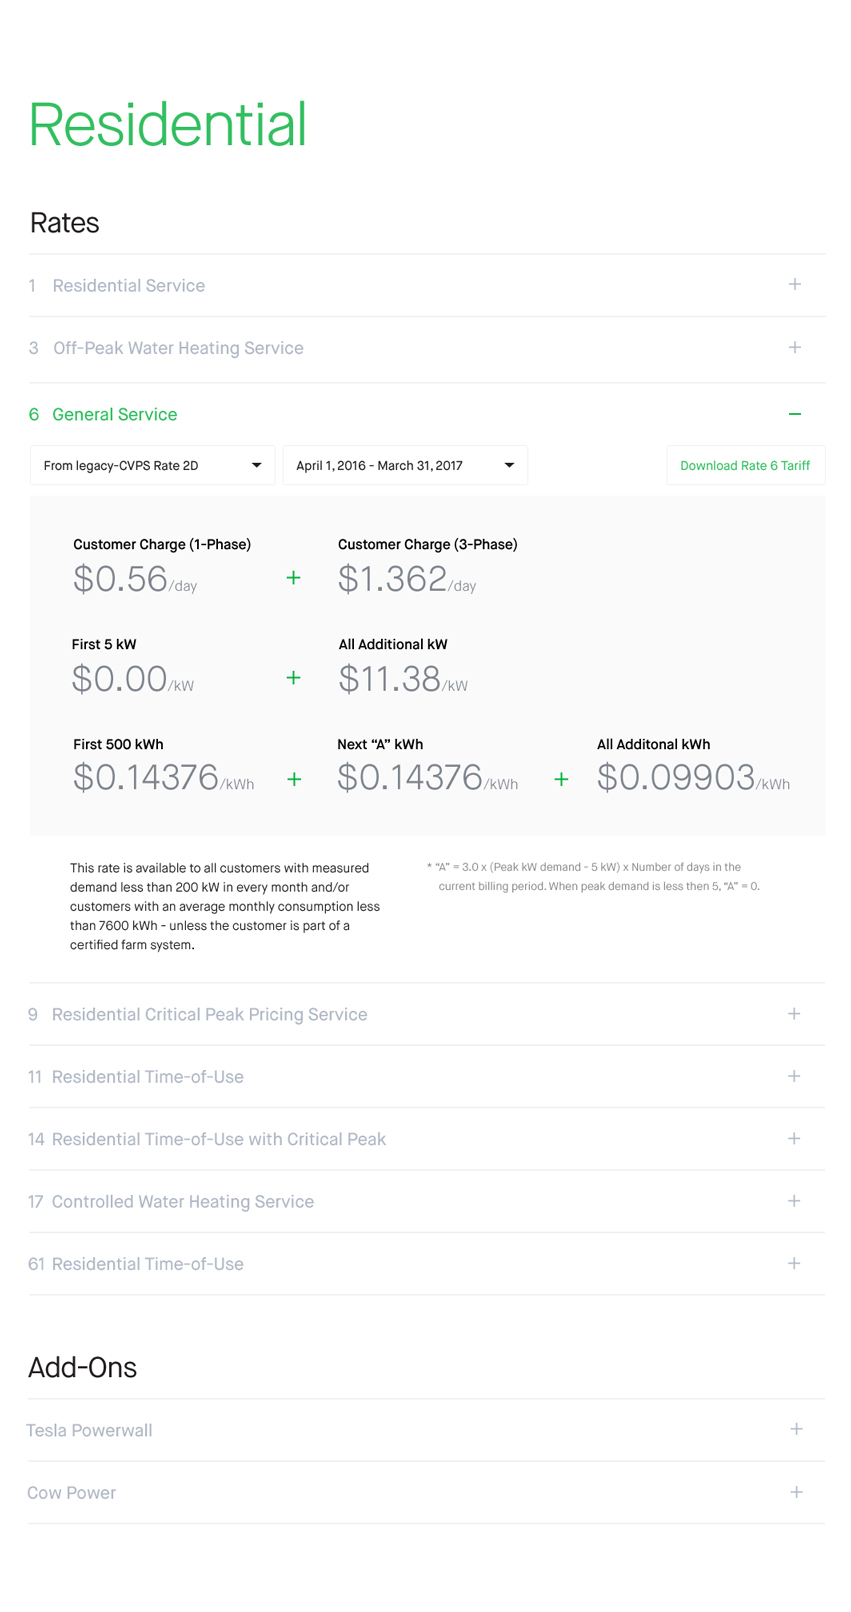 Residential
Rates
1 Residential Service +
3 Off-Peak Water Heating Service +
6 General Service −
From legacy-CVPS Rate 2D
April 1, 2016 - March 31, 2017
Download Rate 6 Tariff
Customer Charge (1-Phase) Customer Charge (3-Phase)
$0.56/day + $1.362/day
First 5 kW All Additional kW
$0.00/kW + $11.38/kW
First 500 kWh Next “A” kWh All Additonal kWh
$0.14376/kWh + $0.14376/kWh + $0.09903/kWh
This rate is available to all customers with measured
demand less than 200 kW in every month and/or
customers with an average monthly consumption less
than 7600 kWh - unless the customer is part of a
certified farm system.
* “A” = 3.0 x (Peak kW demand - 5 kW) x Number of days in the
current billing period. When peak demand is less then 5, “A” = 0.
9 Residential Critical Peak Pricing Service +
11 Residential Time-of-Use +
14 Residential Time-of-Use with Critical Peak +
17 Controlled Water Heating Service +
61 Residential Time-of-Use +
Add-Ons
Tesla Powerwall +
Cow Power +